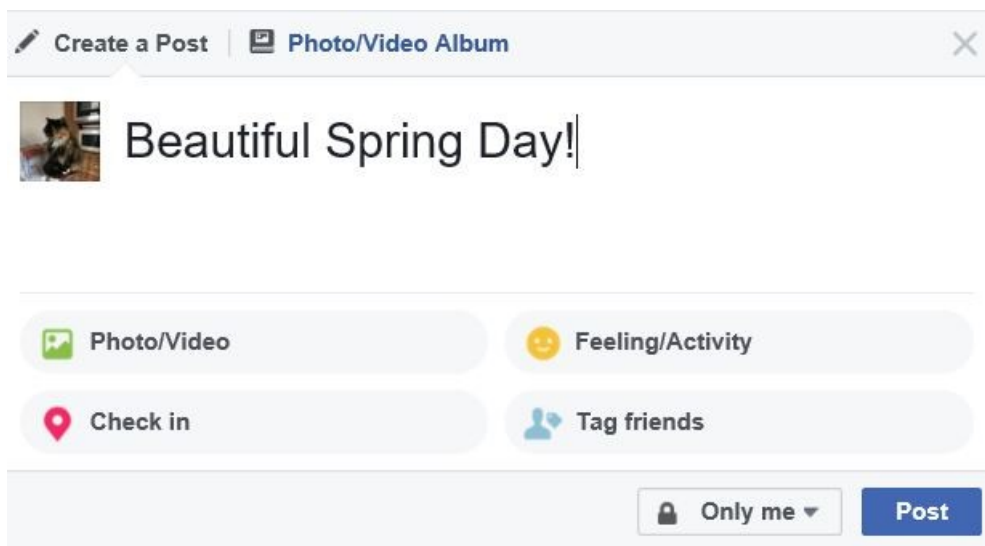 Create a Post Photo/Video Album
Beautiful Spring Day!
Photo/Video Feeling/Activity
Check in Tag friends
Only me Post